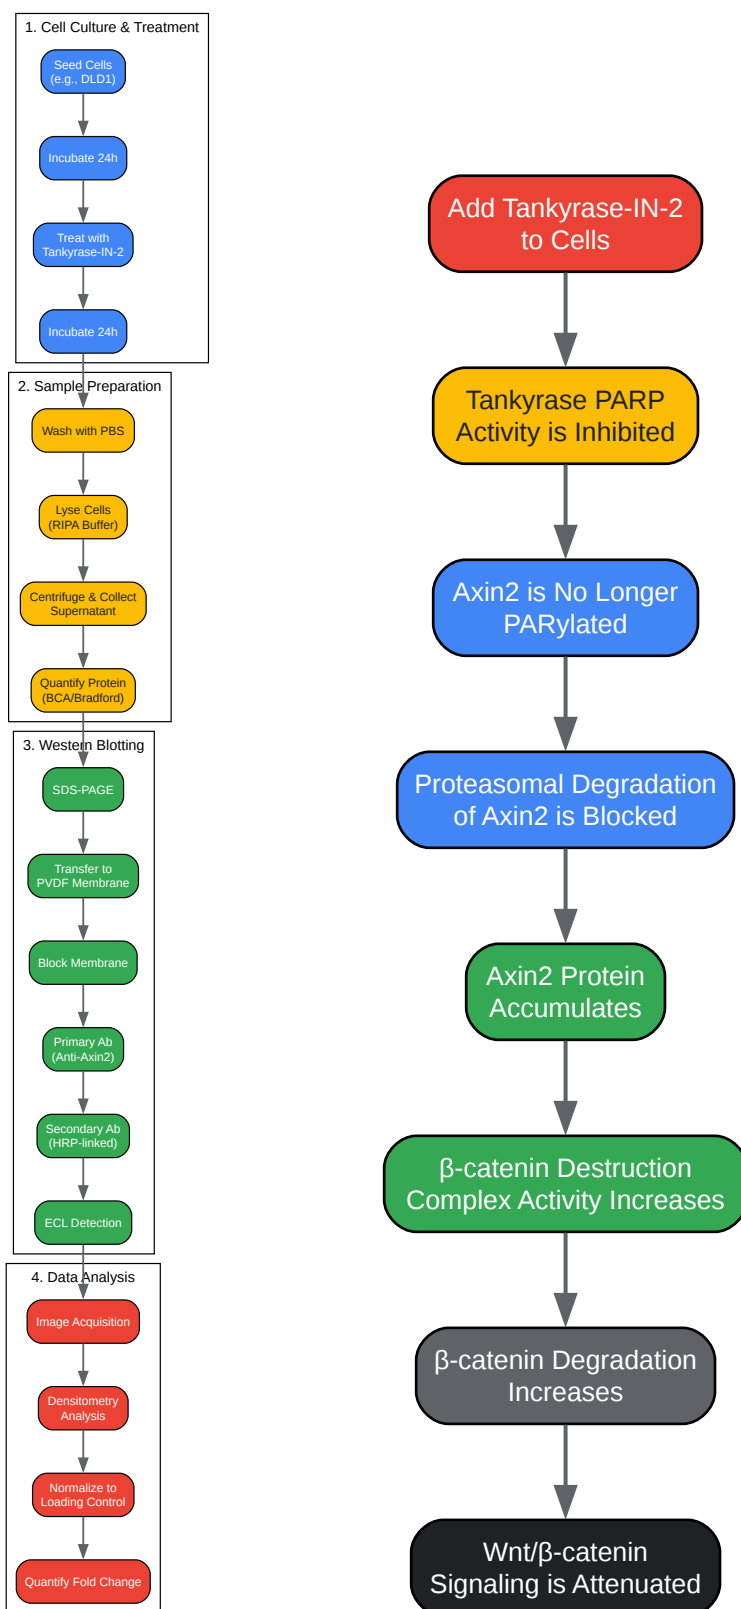 1. Cell Culture & Treatment
Seed Cells
(e.g., DLD1)
Incubate 24h
Treat with
Tankyrase-IN-2
Incubate 24h
2. Sample Preparation
Wash with PBS
Lyse Cells
(RIPA Buffer)
Centrifuge & Collect
Supernatant
Quantify Protein
(BCA/Bradford)
3. Western Blotting
SDS-PAGE
Transfer to
PVDF Membrane
Block Membrane
Primary Ab
(Anti-Axin2)
Secondary Ab
(HRP-linked)
ECL Detection
4. Data Analysis
Image Acquisition
Densitometry
Analysis
Normalize to
Loading Control
Quantify Fold Change
Add Tankyrase-IN-2
to Cells
Tankyrase PARP
Activity is Inhibited
Axin2 is No Longer
PARylated
Proteasomal Degradation
of Axin2 is Blocked
Axin2 Protein
Accumulates
β-catenin Destruction
Complex Activity Increases
β-catenin Degradation
Increases
Wnt/β-catenin
Signaling is Attenuated